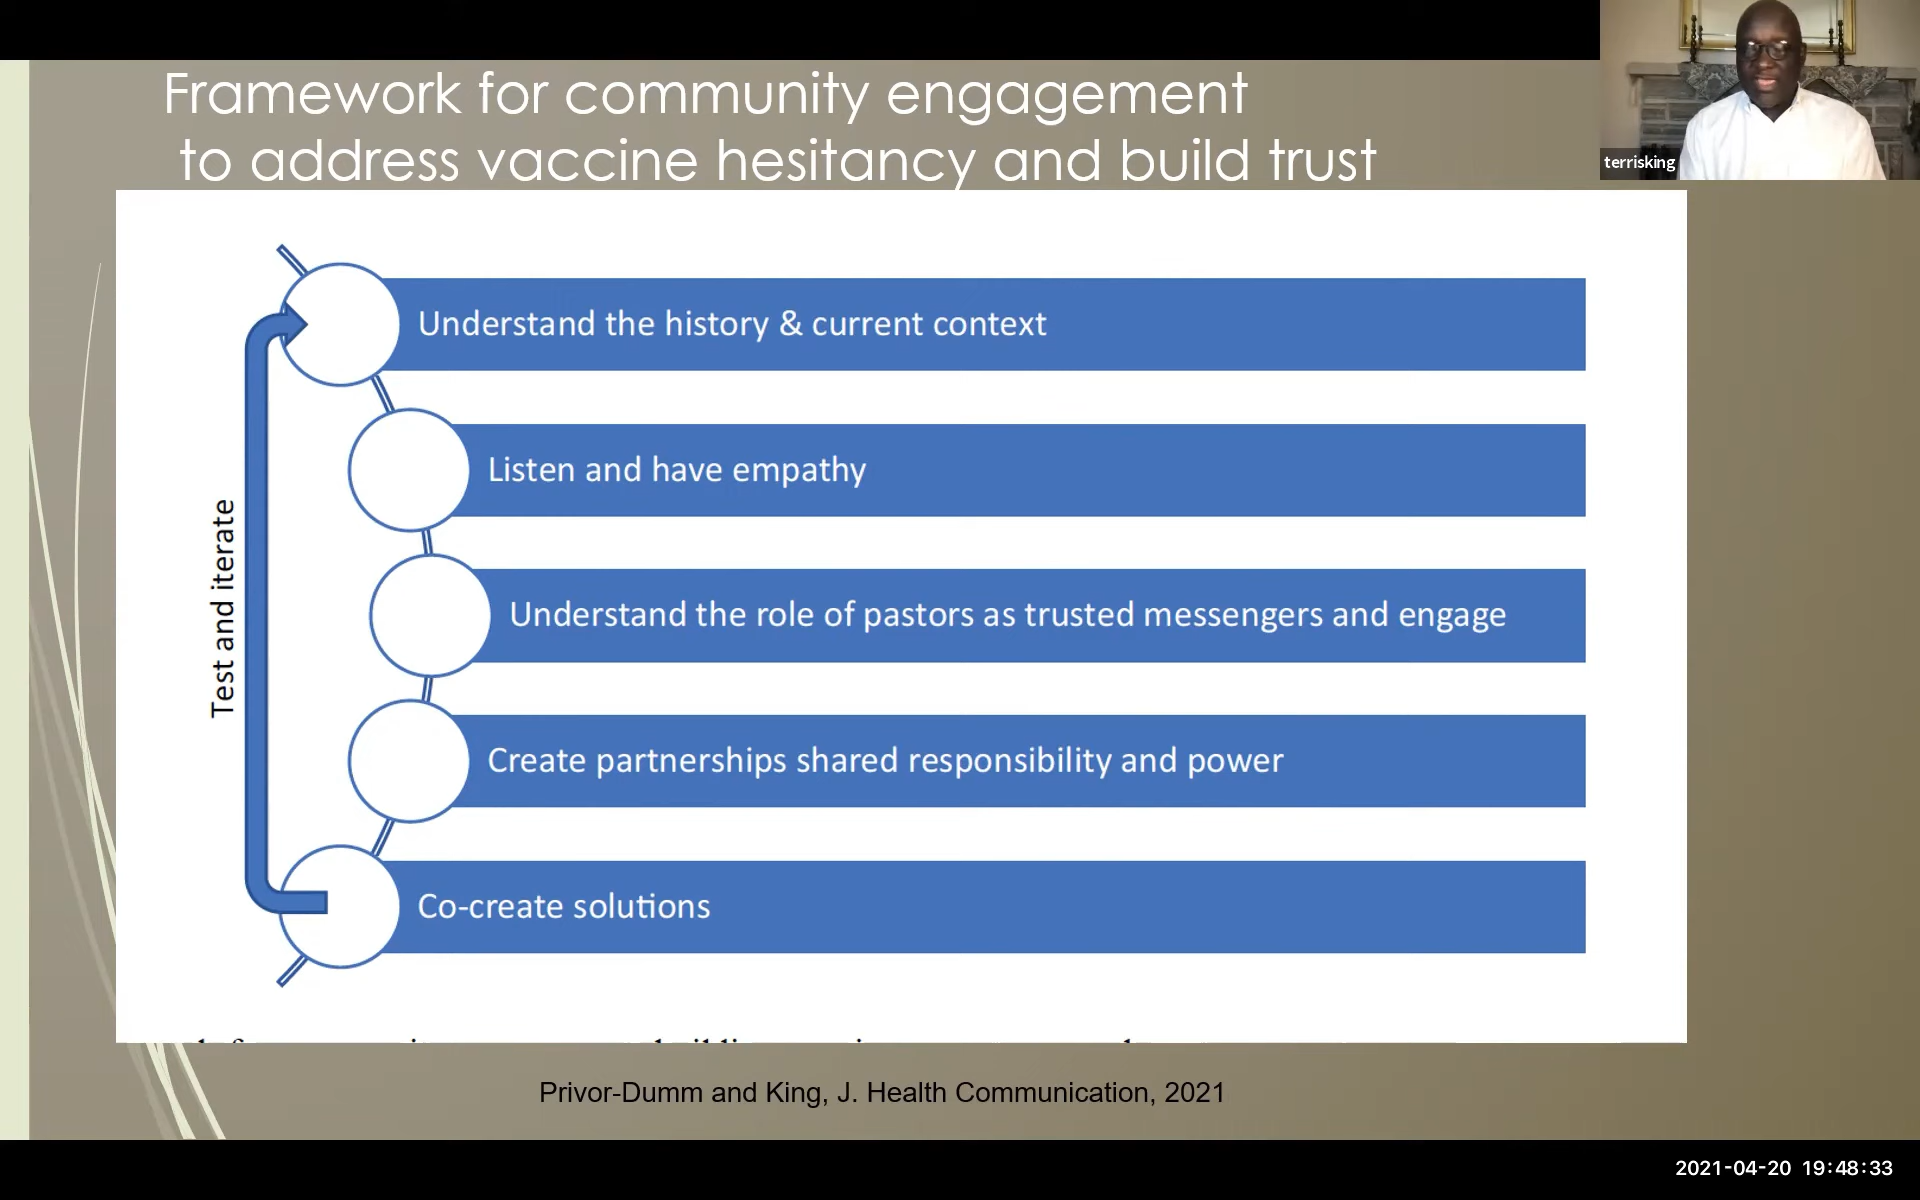 Framework for community engagement
to address vaccine hesitancy and build trust
terrisking
Understand the history & current context
Listen and have empathy
Understand the role of pastors as trusted messengers and engage
Create partnerships shared responsibility and power
Co-create solutions
Test and iterate
Privor-Dumm and King, J. Health Communication, 2021
2021-04-20 19:48:33